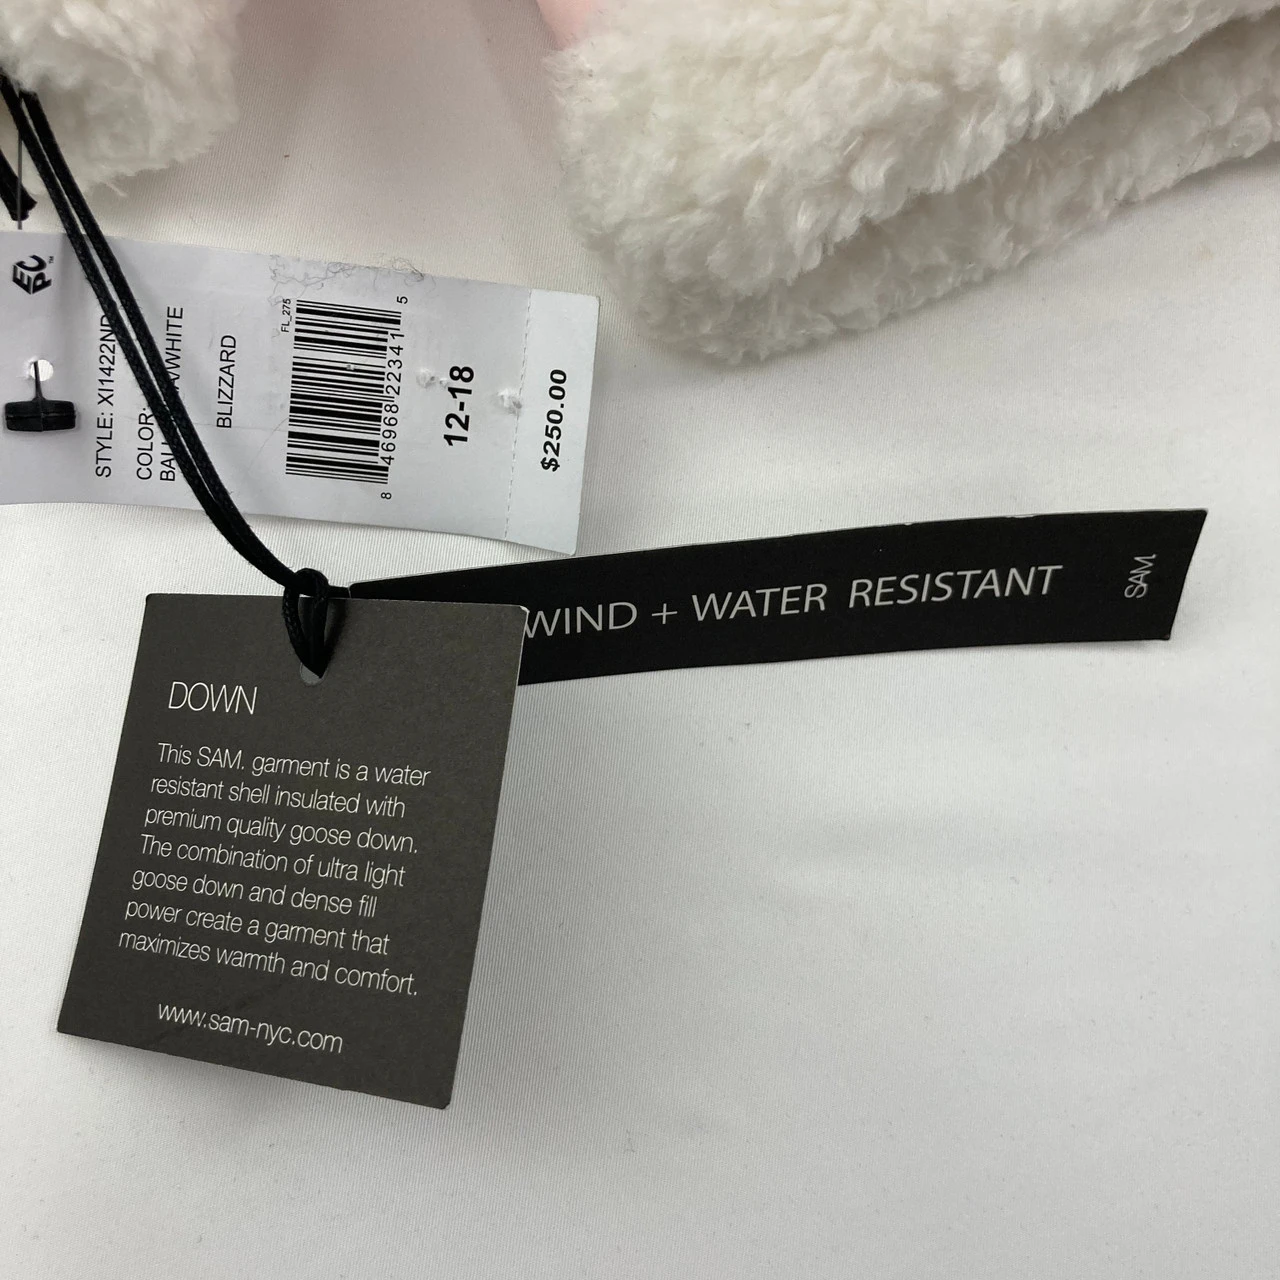 EPC™
STYLE: XI1422ND
COLOR:
/WHITE
BLIZZARD
FL_275
8 46968 22341 5
12-18
$250.00
WIND + WATER RESISTANT
SAM.
DOWN
This SAM. garment is a water
resistant shell insulated with
premium quality goose down.
The combination of ultra light
goose down and dense fill
power create a garment that
maximizes warmth and comfort.
www.sam-nyc.com